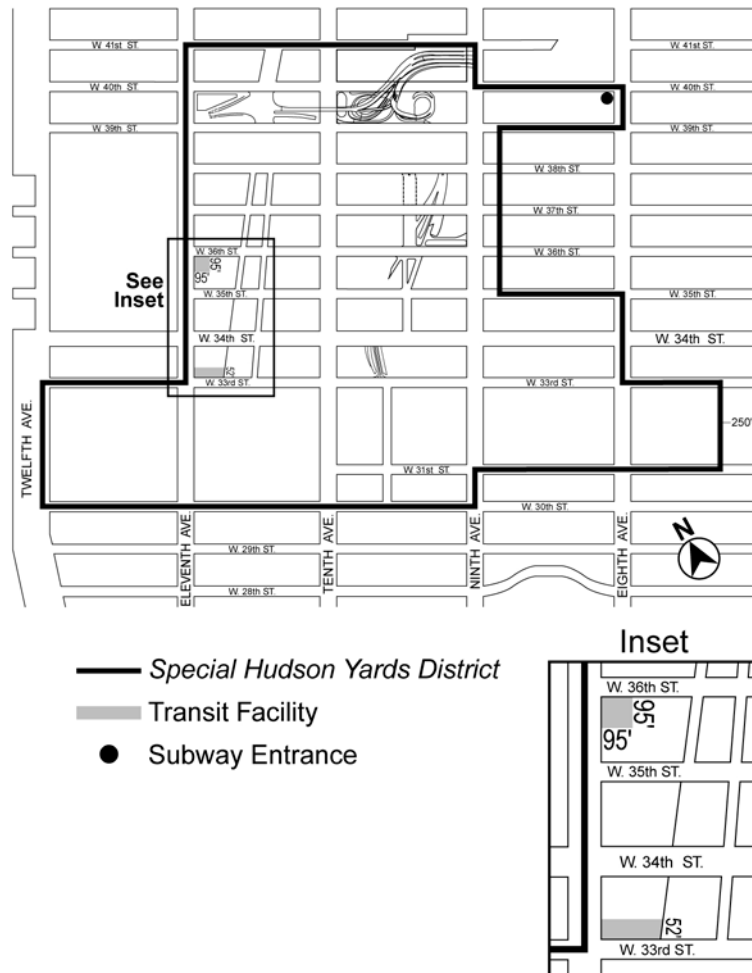 W. 41st ST.
W. 41st ST.
W. 40th ST.
W. 40th ST.
W. 39th ST.
W. 39th ST.
W. 38th ST.
W. 37th ST.
W. 36th ST.
W. 36th ST.
95'
95'
See
Inset
W. 35th ST.
W. 35th ST.
W. 34th ST.
W. 34th ST.
52'
W. 33rd ST.
W. 33rd ST.
250'
TWELFTH AVE.
W. 31st ST.
W. 30th ST.
ELEVENTH AVE.
TENTH AVE.
NINTH AVE.
EIGHTH AVE.
N
W. 29th ST.
W. 28th ST.
Special Hudson Yards District
Transit Facility
Subway Entrance
Inset
W. 36th ST.
95'
95'
W. 35th ST.
W. 34th ST.
52'
W. 33rd ST.